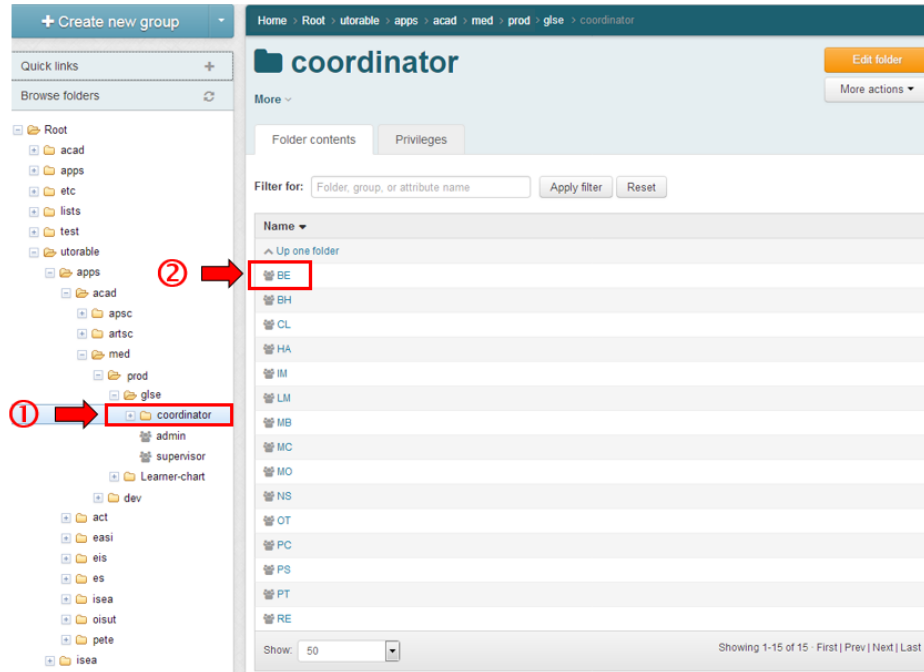 + Create new group
Quick links
Browse folders
Root
acad
apps
etc
lists
test
utorable
apps
acad
apsc
artsc
med
prod
glse
① coordinator
admin
supervisor
Learner-chart
dev
act
easi
eis
es
isea
oisut
pete
isea
Home > Root > utorable > apps > acad > med > prod > glse > coordinator
coordinator
Edit folder
More
More actions
Folder contents Privileges
Filter for: Folder, group, or attribute name Apply filter Reset
Name
Up one folder
② BE
BH
CL
HA
IM
LM
MB
MC
MO
NS
OT
PC
PS
PT
RE
Show: 50 Showing 1-15 of 15 · First | Prev | Next | Last